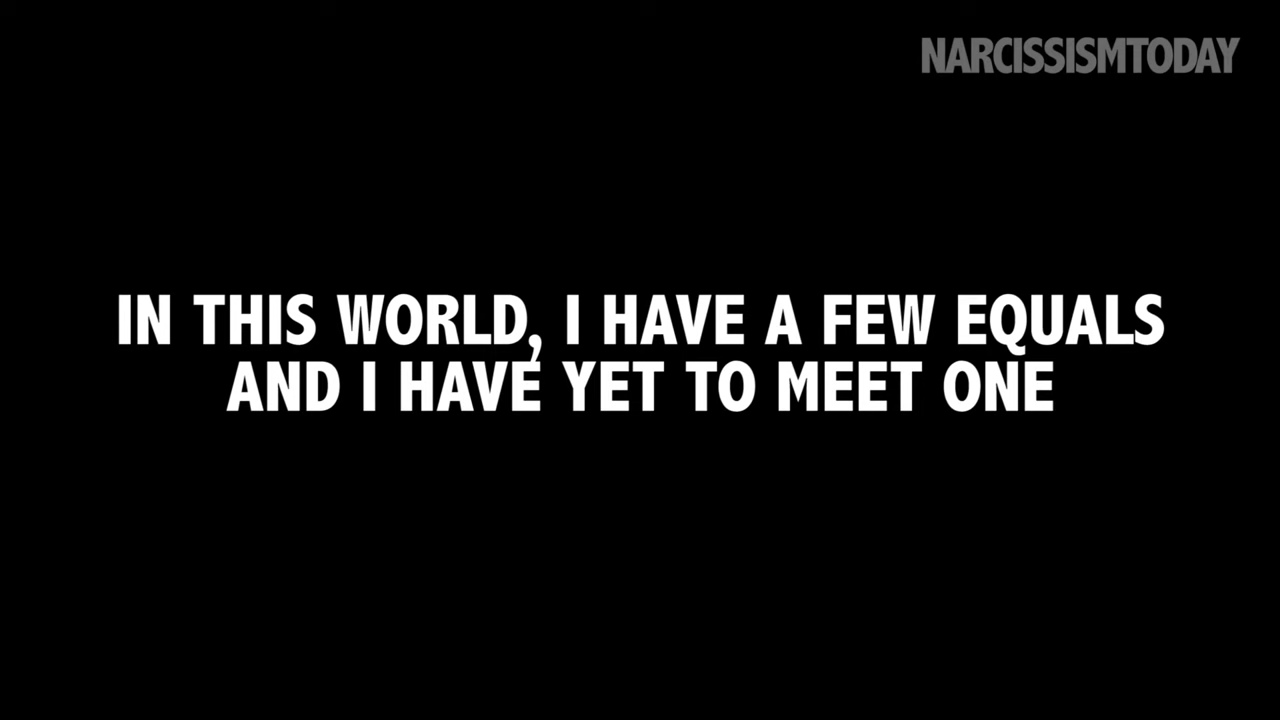 NARCISSISMTODAY
IN THIS WORLD, I HAVE A FEW EQUALS
AND I HAVE YET TO MEET ONE